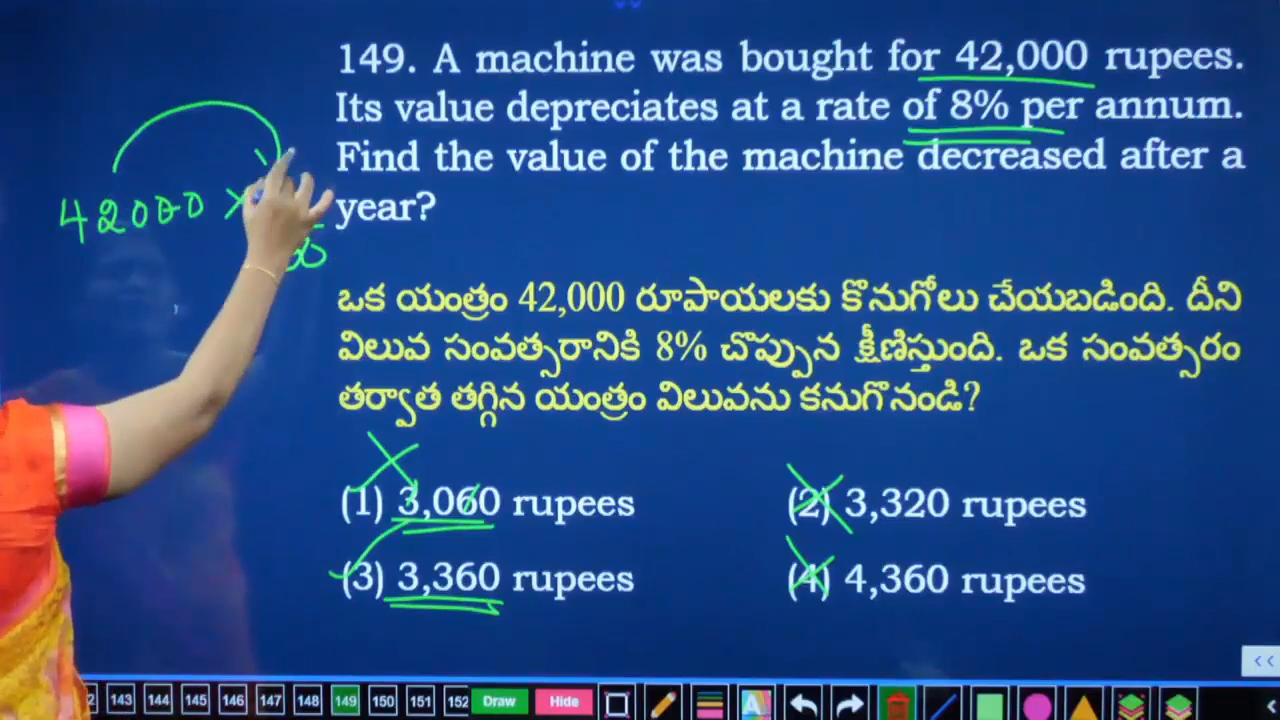 149. A machine was bought for 42,000 rupees.
Its value depreciates at a rate of 8% per annum.
Find the value of the machine decreased after a
year?
42000 ×
ఒక యంత్రం 42,000 రూపాయలకు కొనుగోలు చేయబడింది. దీని
విలువ సంవత్సరానికి 8% చొప్పున క్షీణిస్తుంది. ఒక సంవత్సరం
తర్వాత తగ్గిన యంత్రం విలువను కనుగొనండి?
(1) 3,060 rupees (2) 3,320 rupees
(3) 3,360 rupees (4) 4,360 rupees
<<
2 143 144 145 146 147 148 149 150 151 152 Draw Hide A <